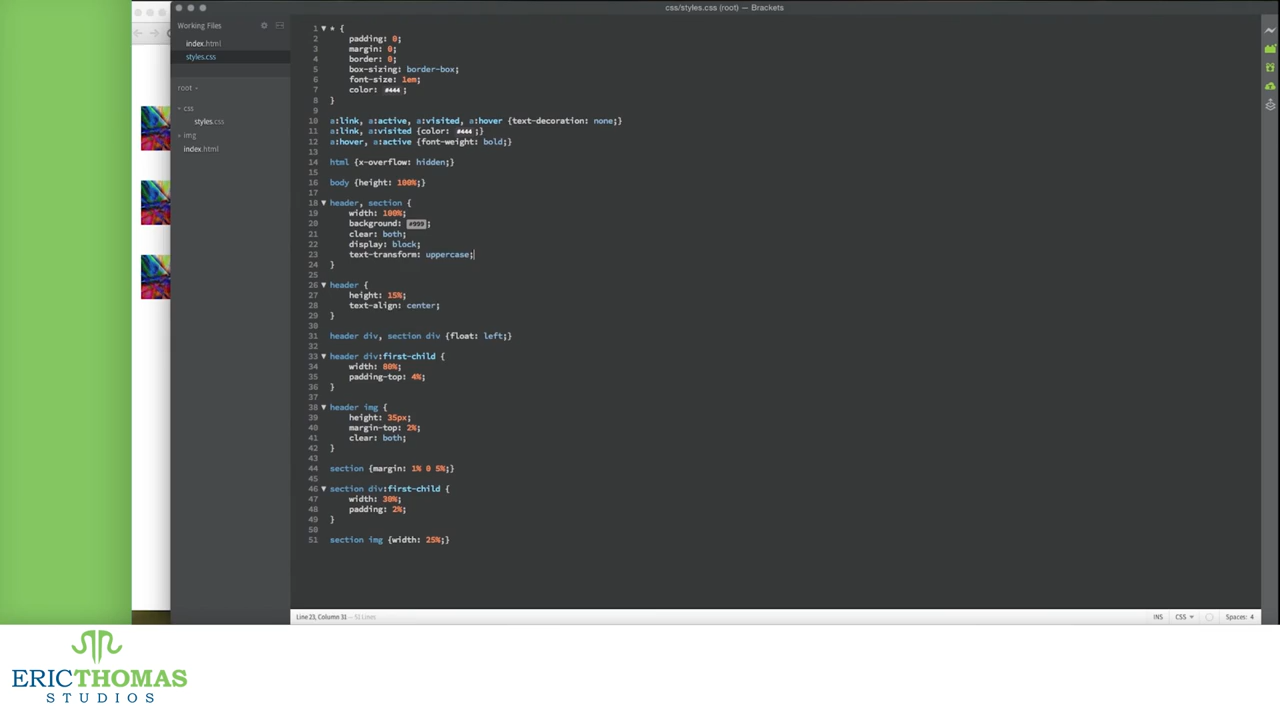 css/styles.css (root) — Brackets
Working Files
index.html
styles.css
root
css
styles.css
img
index.html
1 * {
2 padding: 0;
3 margin: 0;
4 border: 0;
5 box-sizing: border-box;
6 font-size: 1em;
7 color: #444;
8 }
9
10 a:link, a:active, a:visited, a:hover {text-decoration: none;}
11 a:link, a:visited {color: #444;}
12 a:hover, a:active {font-weight: bold;}
13
14 html {x-overflow: hidden;}
15
16 body {height: 100%;}
17
18 header, section {
19 width: 100%;
20 background: #999;
21 clear: both;
22 display: block;
23 text-transform: uppercase;
24 }
25
26 header {
27 height: 15%;
28 text-align: center;
29 }
30
31 header div, section div {float: left;}
32
33 header div:first-child {
34 width: 80%;
35 padding-top: 4%;
36 }
37
38 header img {
39 height: 35px;
40 margin-top: 2%;
41 clear: both;
42 }
43
44 section {margin: 1% 0 5%;}
45
46 section div:first-child {
47 width: 30%;
48 padding: 2%;
49 }
50
51 section img {width: 25%;}
Line 23, Column 31 — 51 Lines
INS CSS Spaces: 4
ERICTHOMAS
STUDIOS